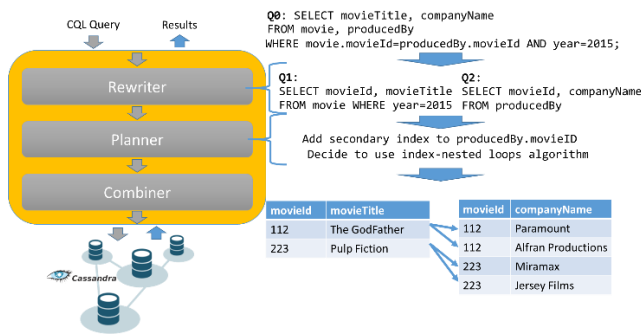 CQL Query
Results
Rewriter
Planner
Combiner
Cassandra
Q0: SELECT movieTitle, companyName
FROM movie, producedBy
WHERE movie.movieId=producedBy.movieId AND year=2015;
Q1:
SELECT movieId, movieTitle
FROM movie WHERE year=2015
Q2:
SELECT movieId, companyName
FROM producedBy
Add secondary index to producedBy.movieID
Decide to use index-nested loops algorithm
movieId movieTitle
112 The GodFather
223 Pulp Fiction
movieId companyName
112 Paramount
112 Alfran Productions
223 Miramax
223 Jersey Films